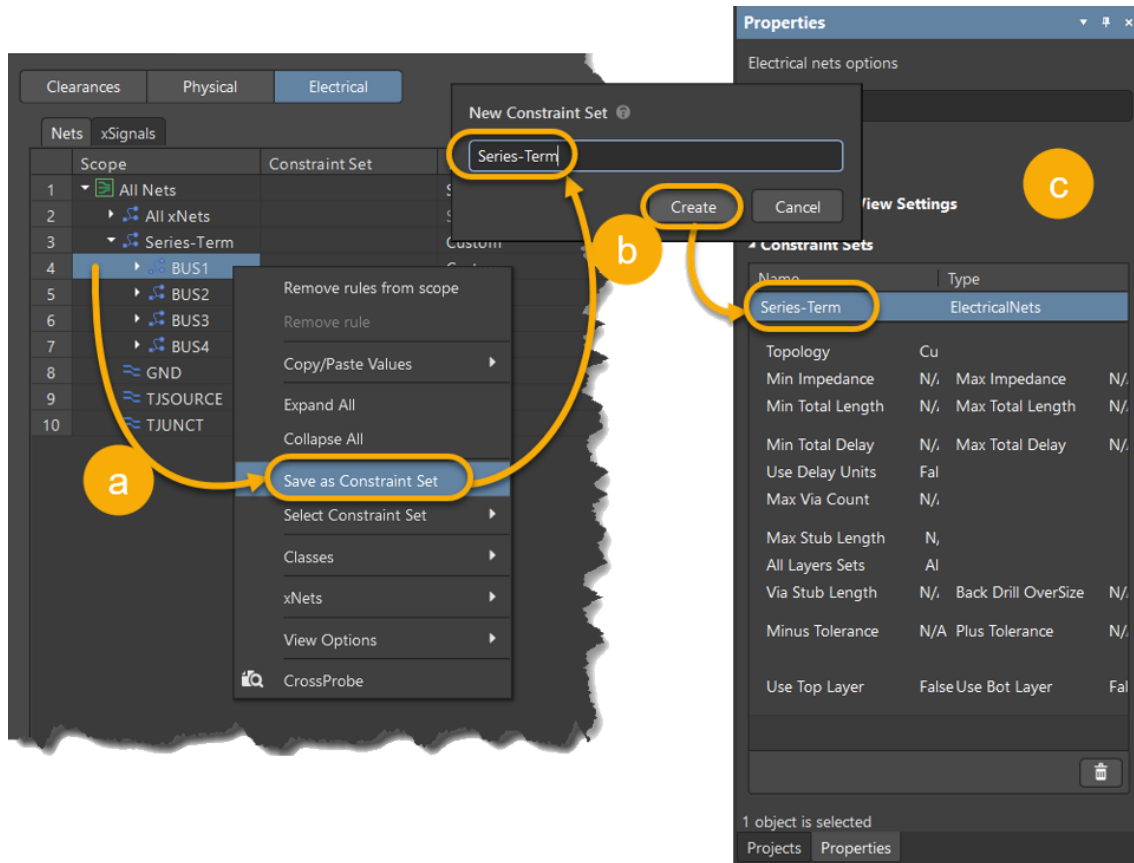 Clearances Physical Electrical
Nets xSignals
Scope Constraint Set
1 All Nets
2 All xNets
3 Series-Term Custom
4 BUS1
5 BUS2
6 BUS3
7 BUS4
8 GND
9 TJSOURCE
10 TJUNCT
a
Remove rules from scope
Remove rule
Copy/Paste Values
Expand All
Collapse All
Save as Constraint Set
Select Constraint Set
Classes
xNets
View Options
CrossProbe
New Constraint Set
Series-Term
Create Cancel
b
Properties
Electrical nets options
c
View Settings
Constraint Sets
Name Type
Series-Term ElectricalNets
Topology Cu
Min Impedance N/ Max Impedance N/
Min Total Length N/ Max Total Length N/
Min Total Delay N/ Max Total Delay N/
Use Delay Units Fal
Max Via Count N/
Max Stub Length N
All Layers Sets Al
Via Stub Length N/ Back Drill OverSize N/
Minus Tolerance N/A Plus Tolerance N/
Use Top Layer False Use Bot Layer Fal
1 object is selected
Projects Properties